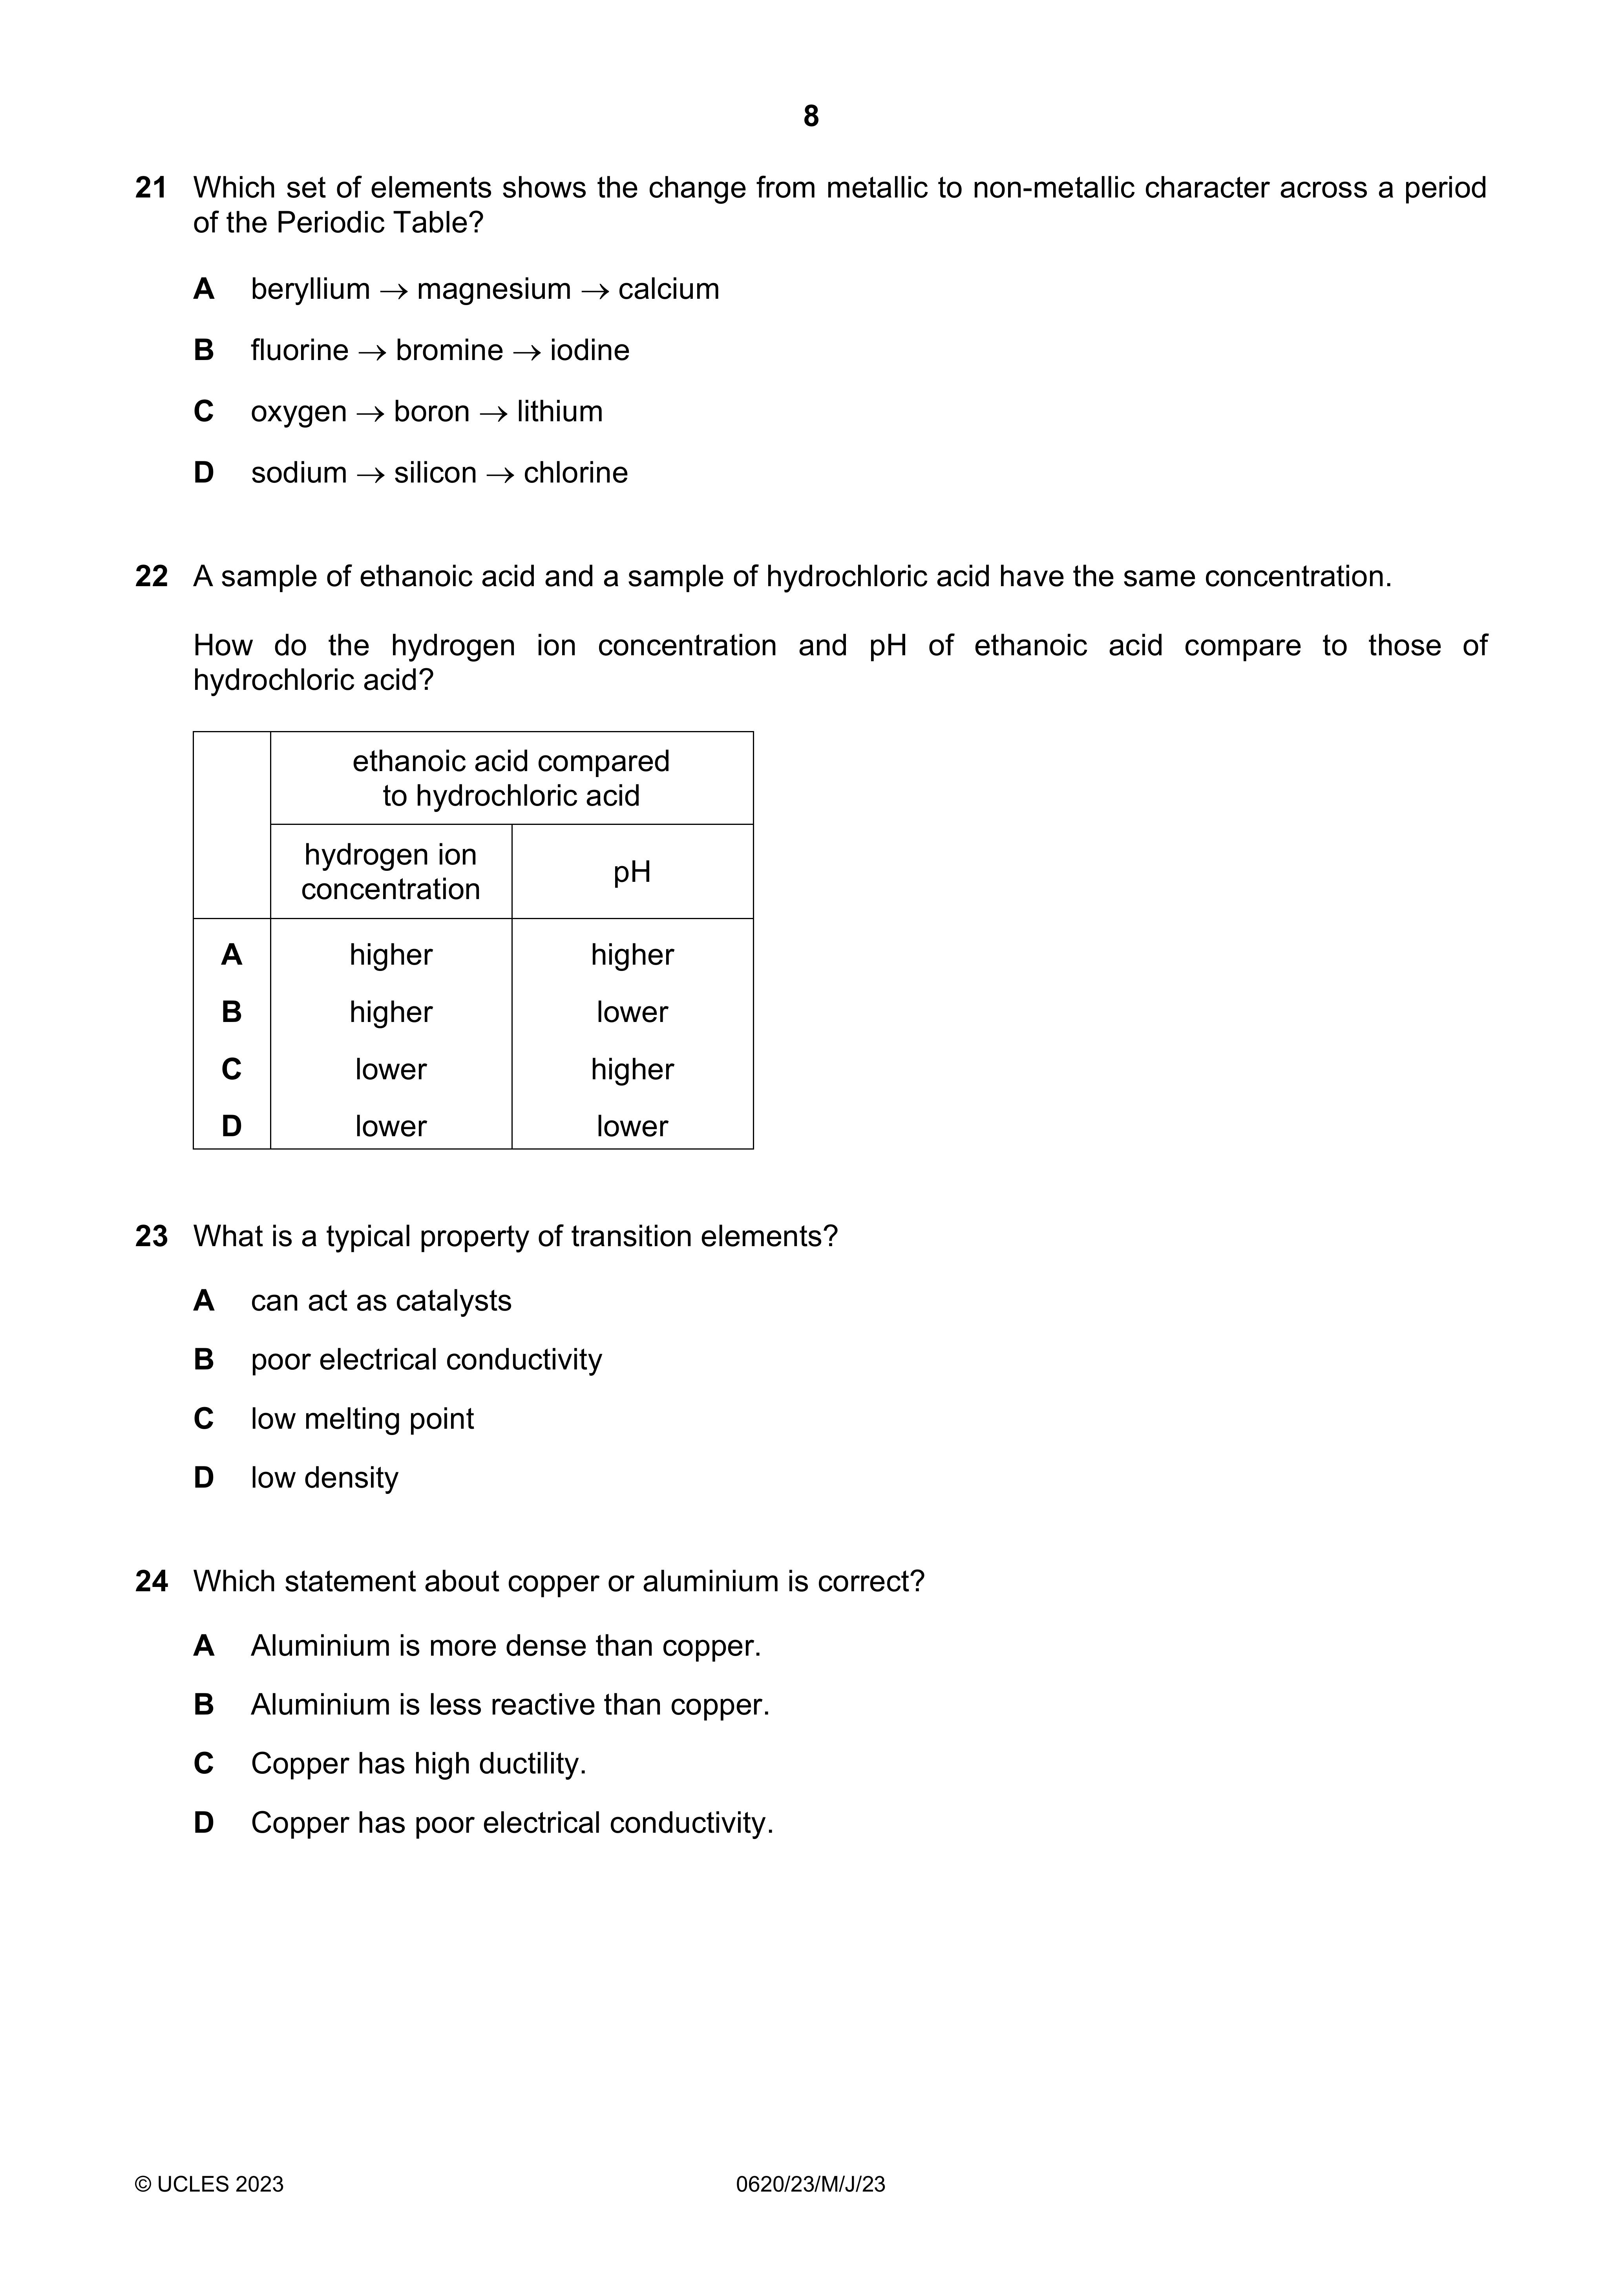 8
21 Which set of elements shows the change from metallic to non-metallic character across a period
of the Periodic Table?
A beryllium → magnesium → calcium
B fluorine → bromine → iodine
C oxygen → boron → lithium
D sodium → silicon → chlorine
22 A sample of ethanoic acid and a sample of hydrochloric acid have the same concentration.
How do the hydrogen ion concentration and pH of ethanoic acid compare to those of
hydrochloric acid?
ethanoic acid compared
to hydrochloric acid
hydrogen ion
concentration
pH
A higher higher
B higher lower
C lower higher
D lower lower
23 What is a typical property of transition elements?
A can act as catalysts
B poor electrical conductivity
C low melting point
D low density
24 Which statement about copper or aluminium is correct?
A Aluminium is more dense than copper.
B Aluminium is less reactive than copper.
C Copper has high ductility.
D Copper has poor electrical conductivity.
© UCLES 2023 0620/23/M/J/23